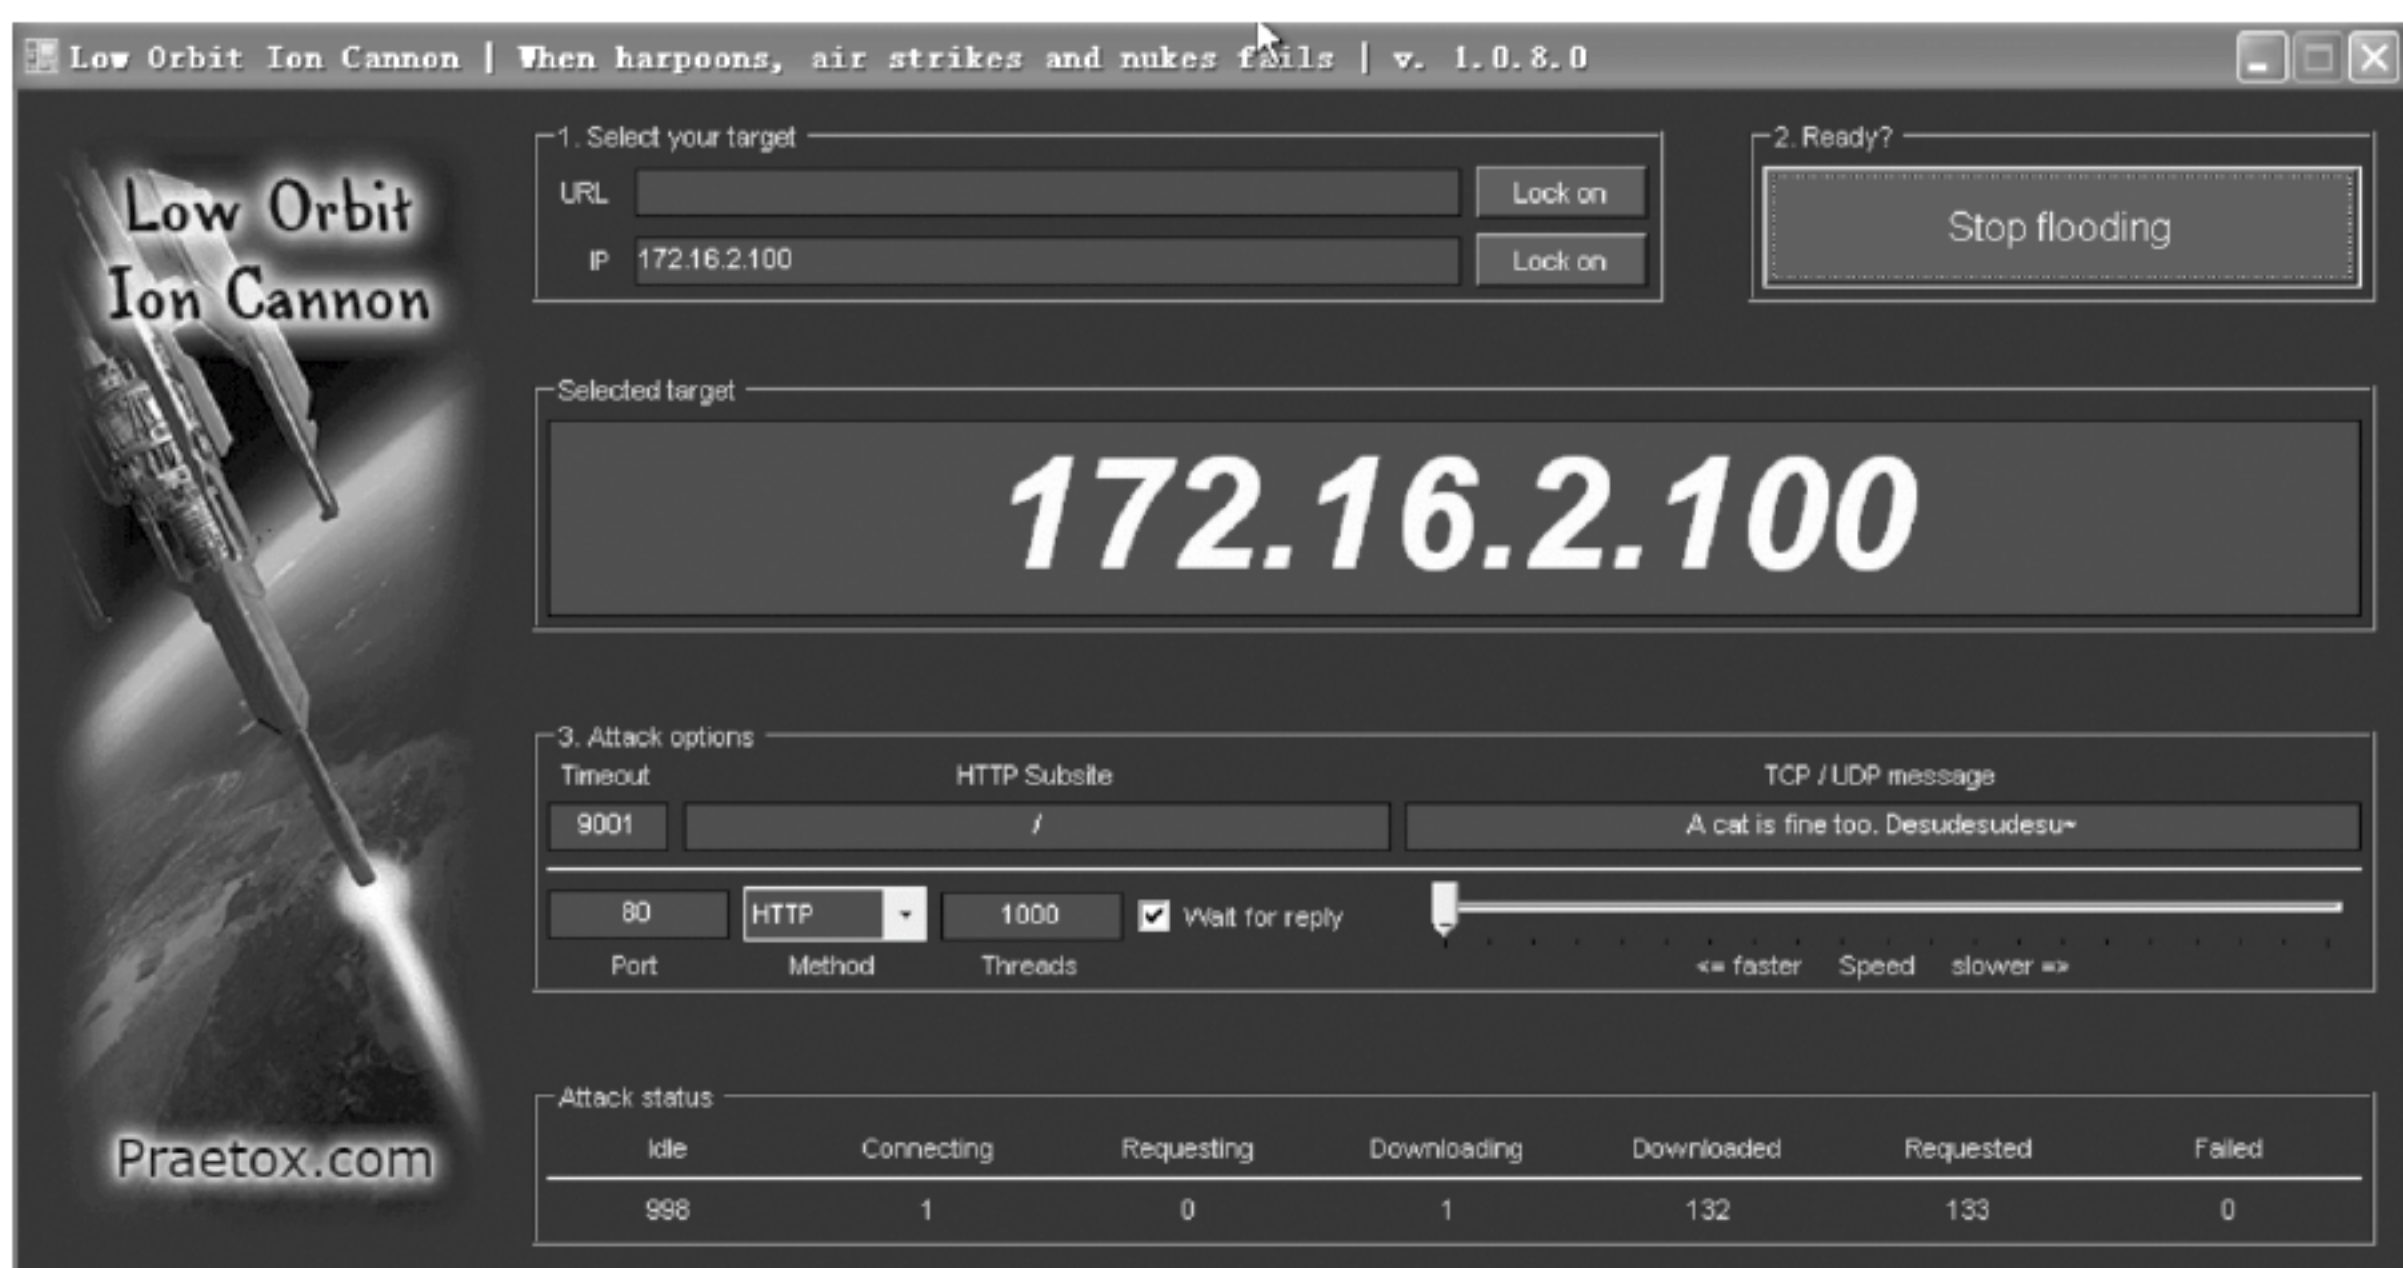 Low Orbit Ion Cannon | When harpoons, air strikes and nukes fails | v. 1.0.8.0
Low Orbit
Ion Cannon
Praetox.com
1. Select your target
URL
Lock on
IP 172.16.2.100 Lock on
2. Ready?
Stop flooding
Selected target
172.16.2.100
3. Attack options
Timeout HTTP Subsite TCP / UDP message
9001 / A cat is fine too. Desudesudesu~
80 HTTP 1000 Wait for reply
Port Method Threads <= faster Speed slower =>
Attack status
Idle Connecting Requesting Downloading Downloaded Requested Failed
998 1 0 1 132 133 0